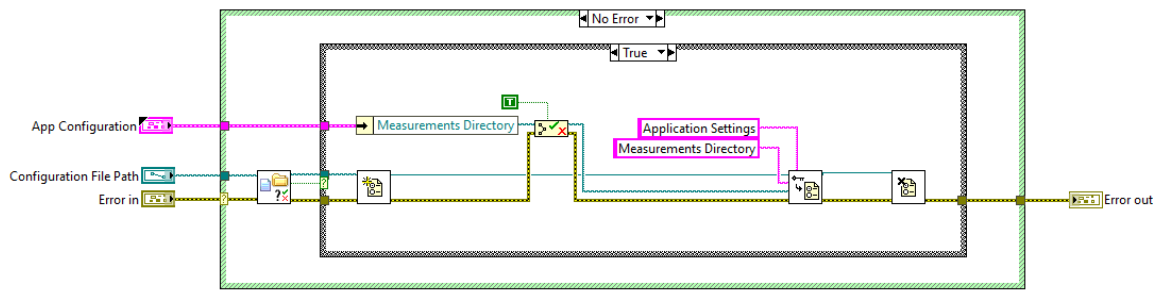 No Error
True
T
App Configuration
Measurements Directory
Application Settings
Measurements Directory
Configuration File Path
?
?
?
Error in
?
Error out